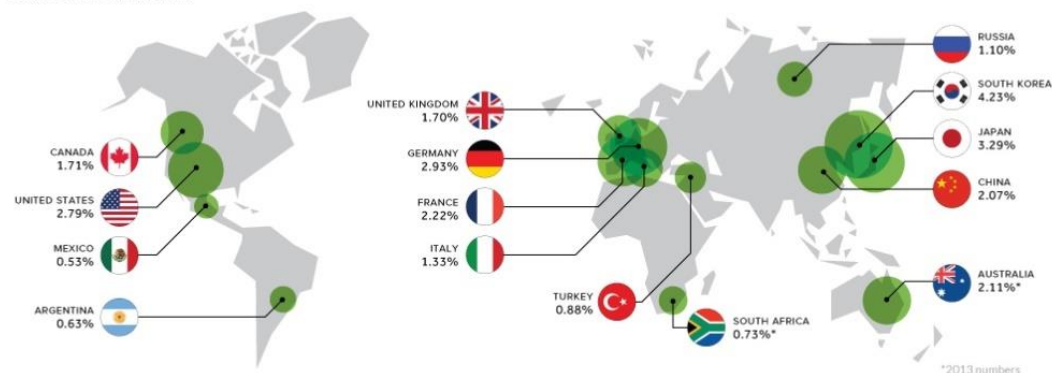 CANADA
1.71%
UNITED STATES
2.79%
MEXICO
0.53%
ARGENTINA
0.63%
UNITED KINGDOM
1.70%
GERMANY
2.93%
FRANCE
2.22%
ITALY
1.33%
TURKEY
0.88%
SOUTH AFRICA
0.73%*
RUSSIA
1.10%
SOUTH KOREA
4.23%
JAPAN
3.29%
CHINA
2.07%
AUSTRALIA
2.11%*
*2013 numbers